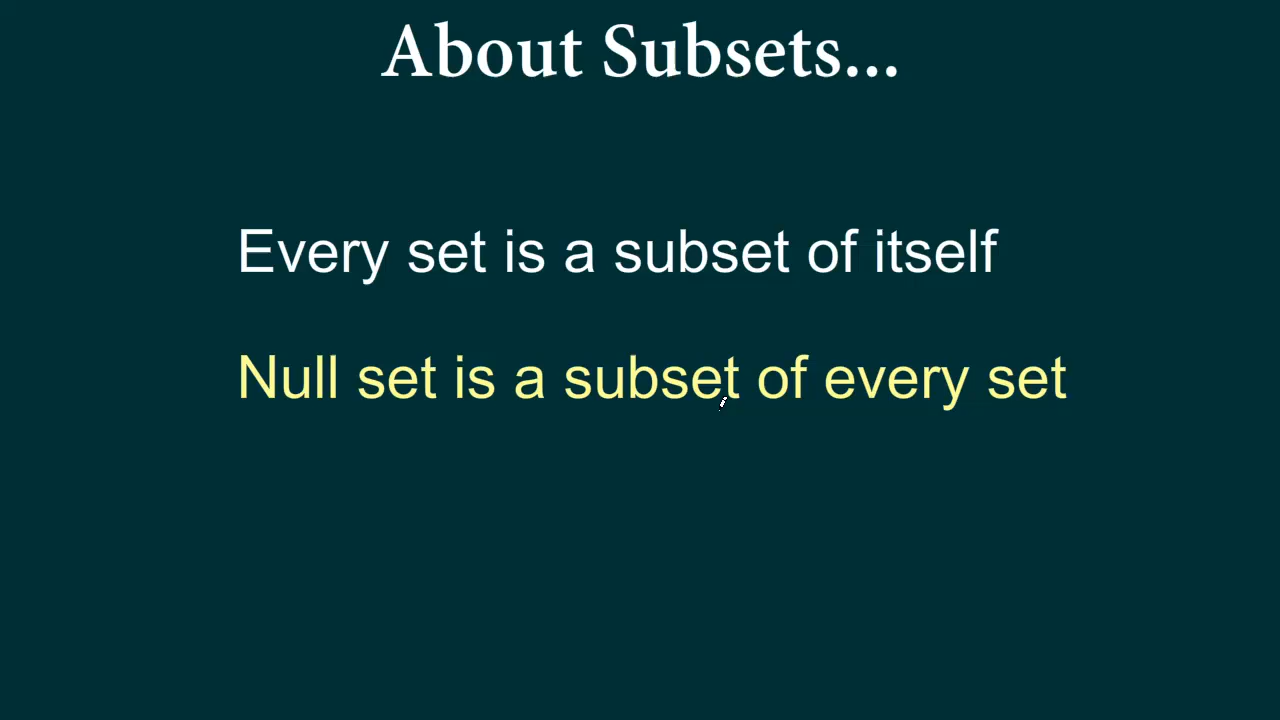 About Subsets...
Every set is a subset of itself
Null set is a subset of every set